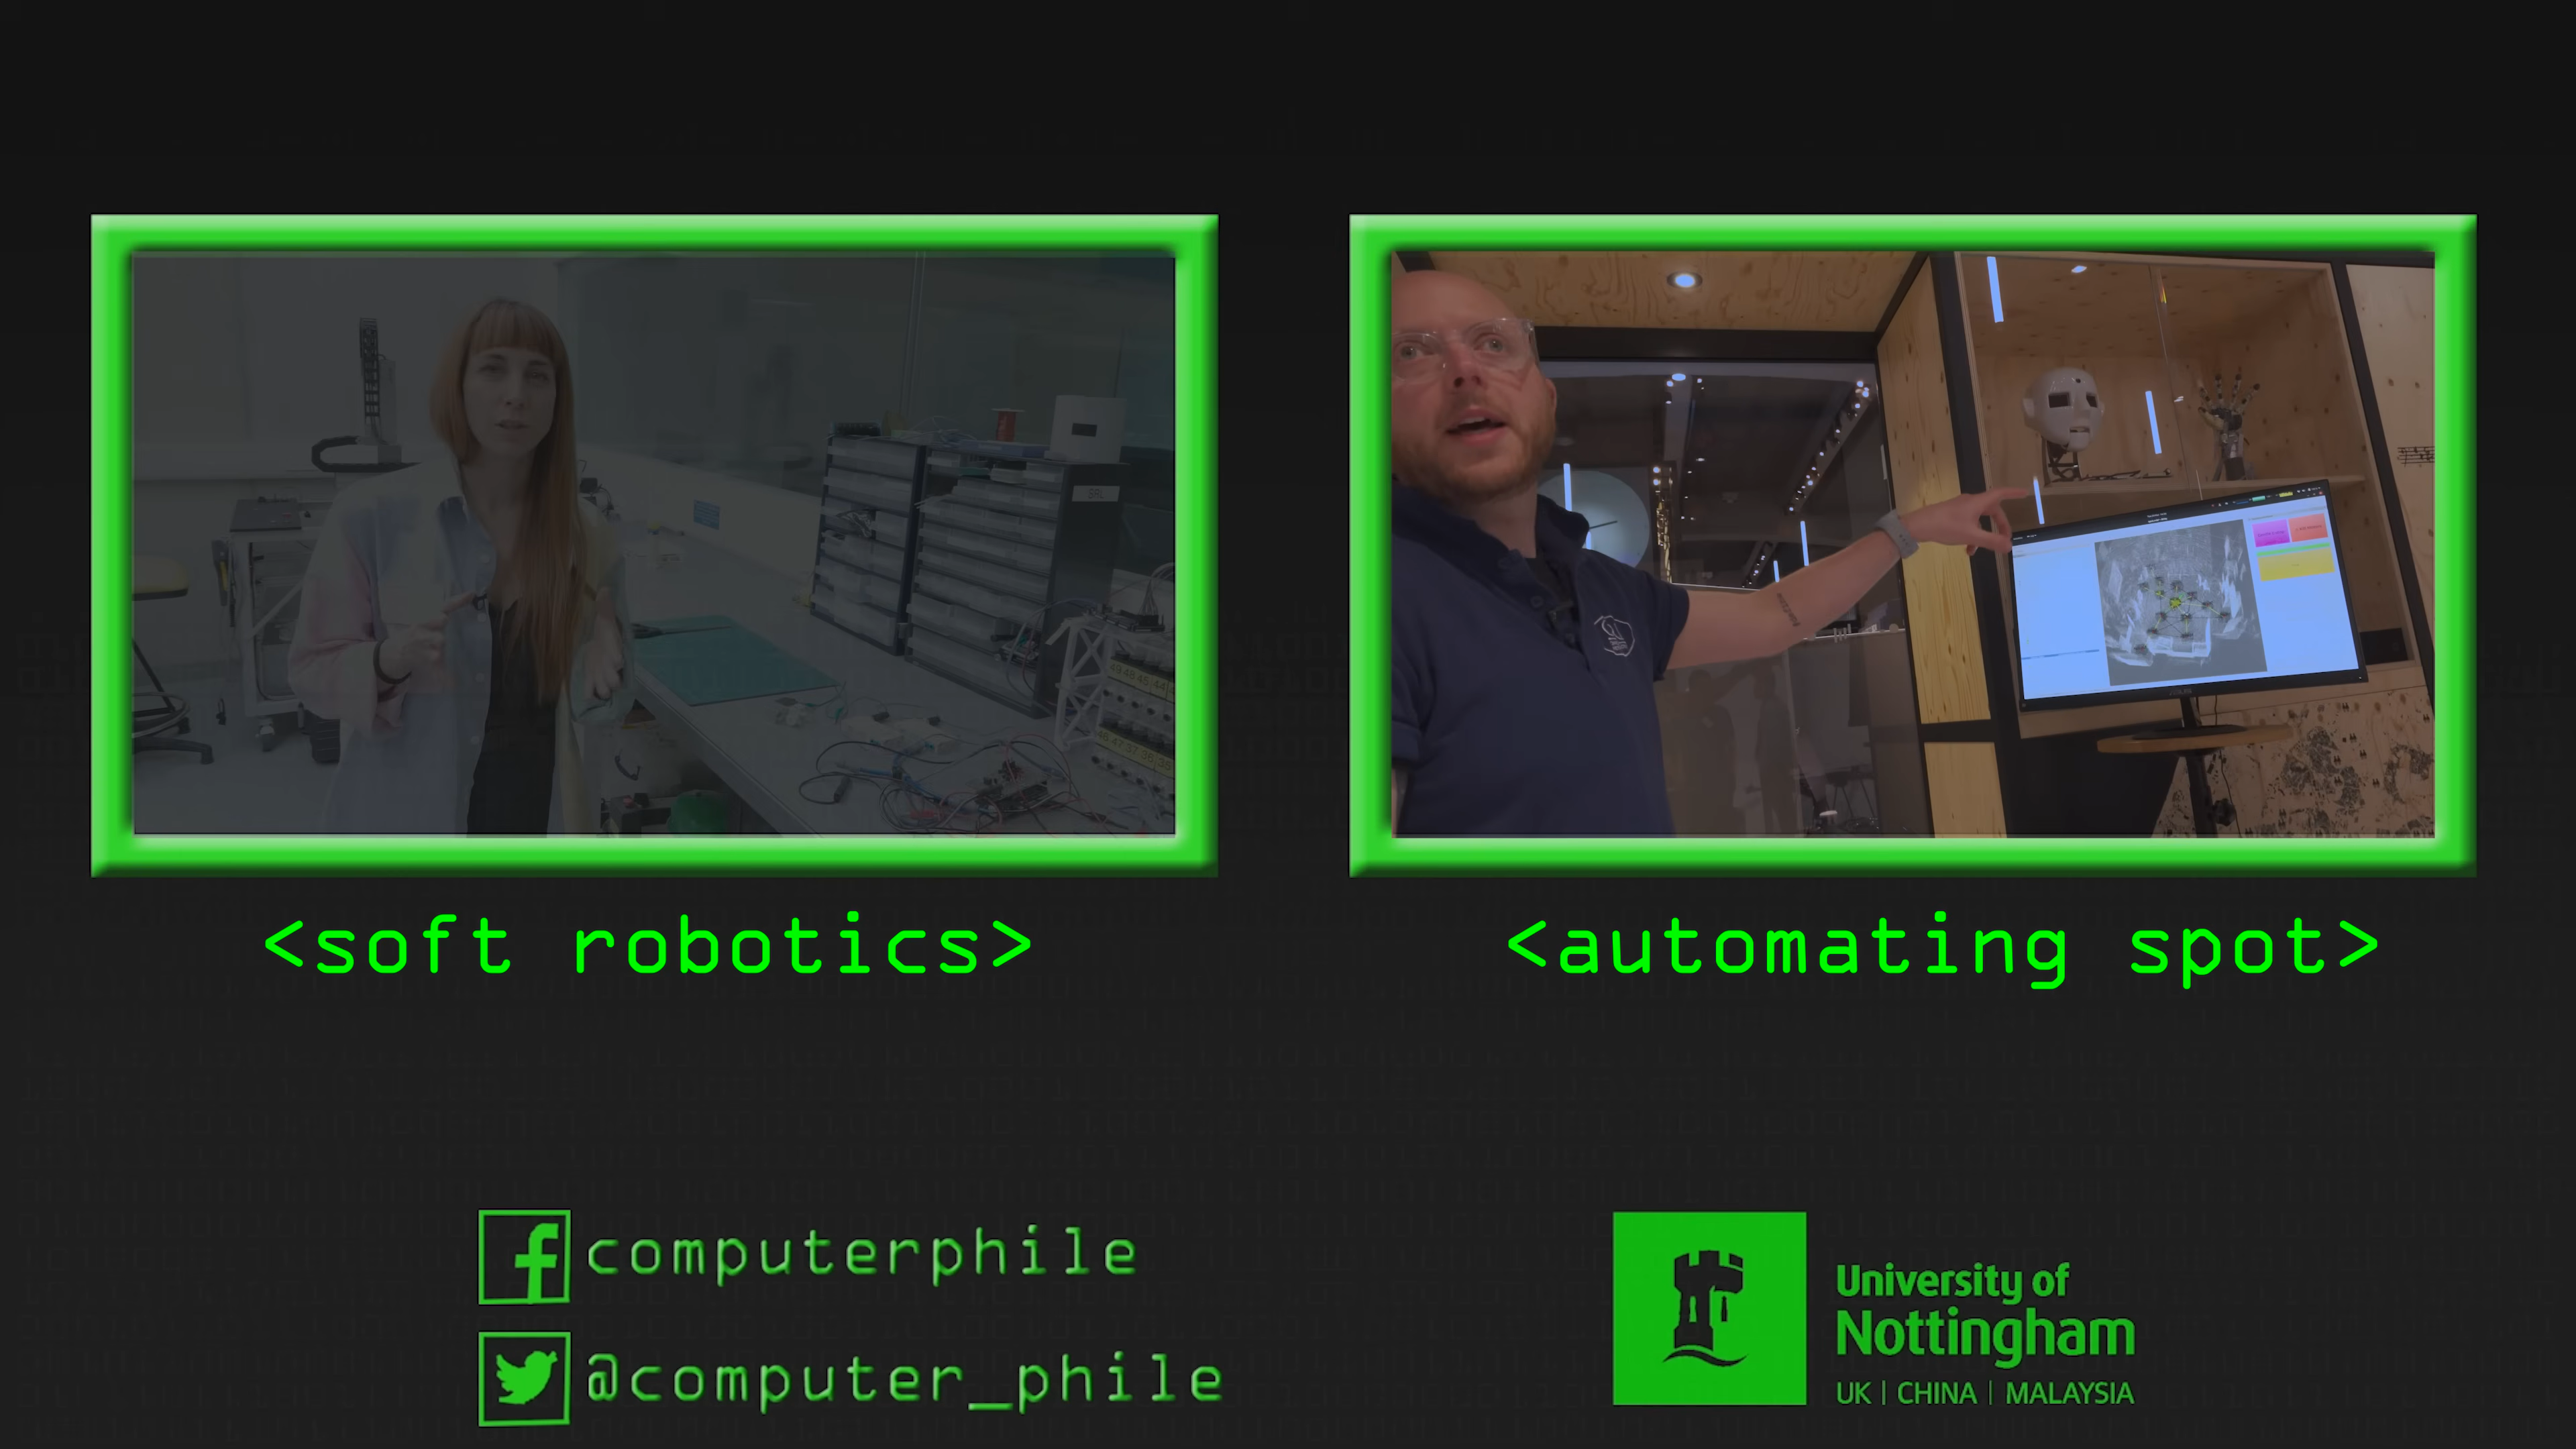 <soft robotics>
<automating spot>
computerphile
@computer_phile
University of
Nottingham
UK | CHINA | MALAYSIA